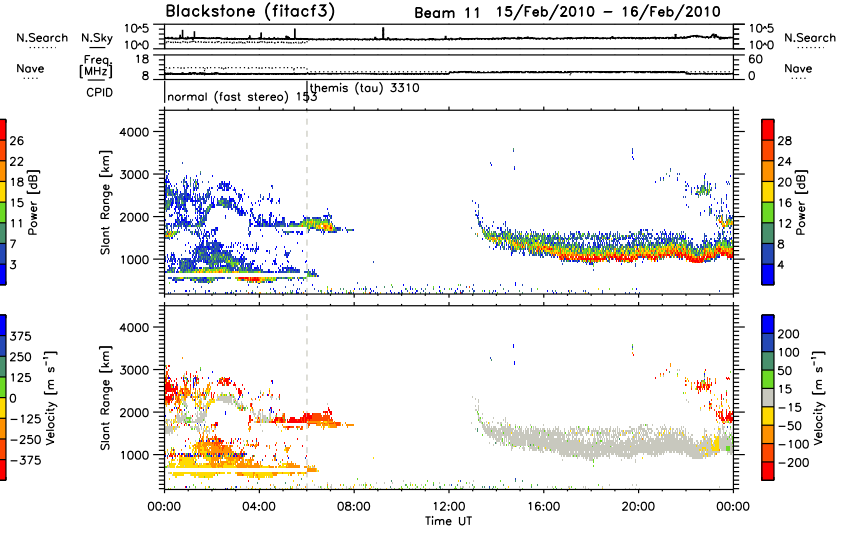 Blackstone (fitacf3)
Beam 11 15/Feb/2010 – 16/Feb/2010
N.Search N.Sky 10^5 10^0 10^5 10^0 N.Search
Nave Freq. [MHz] 18 8 60 0 Nave
CPID normal (fast stereo) 153 themis (tau) 3310
Slant Range [km]
4000
3000
2000
1000
26
22
18
15
11
7
3
Power [dB]
28
24
20
16
12
8
4
Power [dB]
Slant Range [km]
4000
3000
2000
1000
375
250
125
0
−125
−250
−375
Velocity [m s⁻¹]
200
100
50
15
−15
−50
−100
−200
Velocity [m s⁻¹]
00:00 04:00 08:00 12:00 16:00 20:00 00:00
Time UT